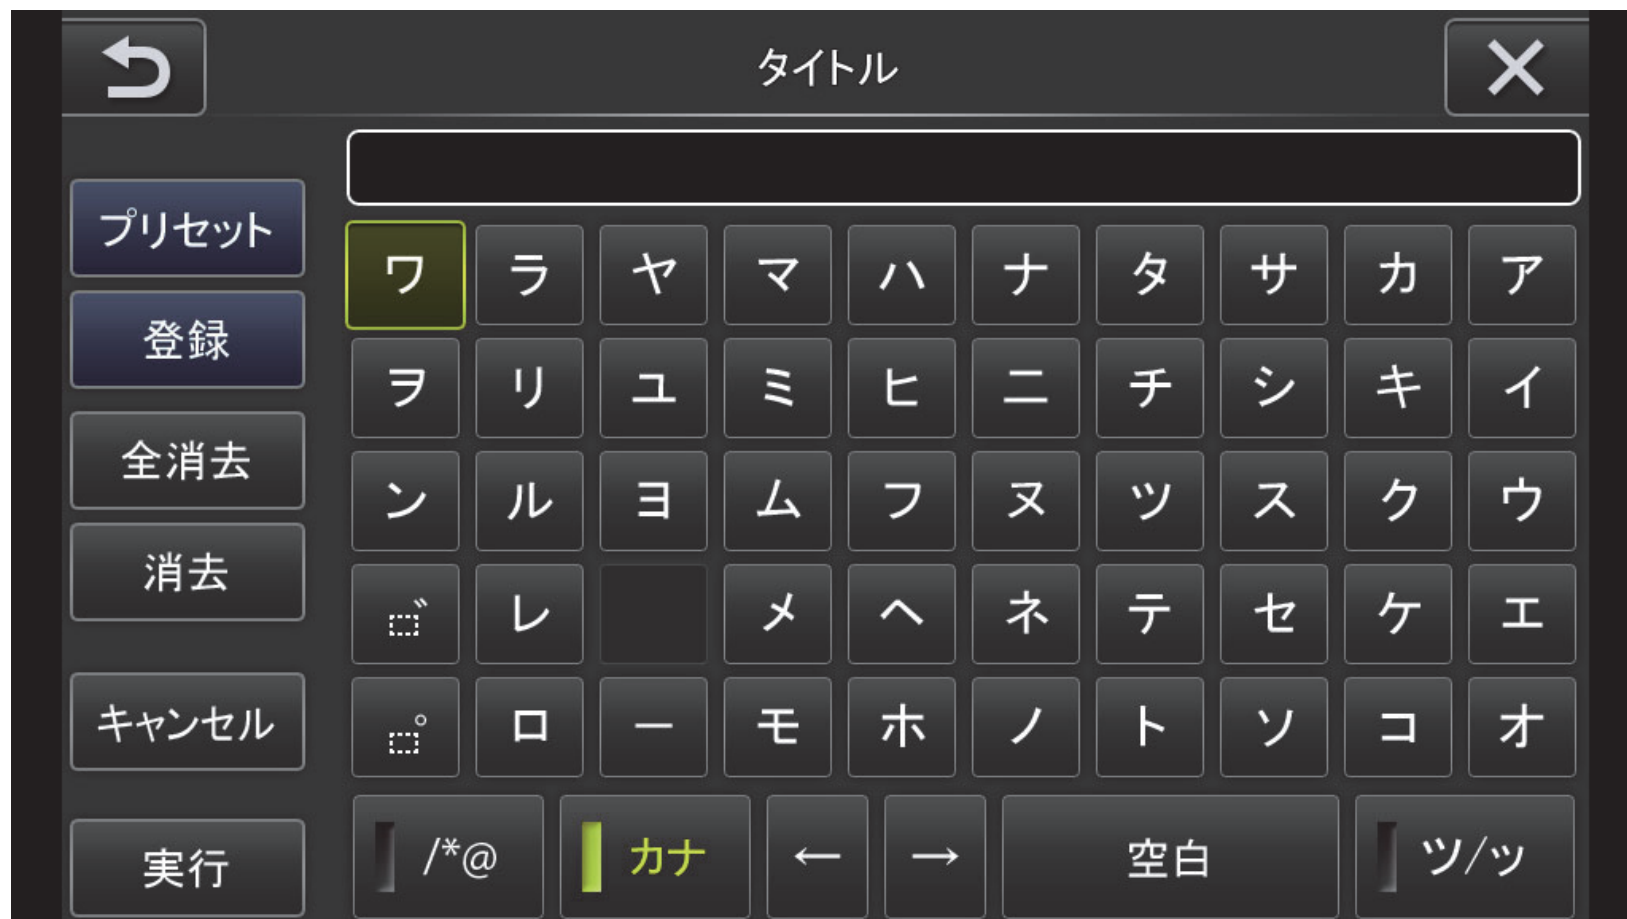 タイトル
プリセット
登録
全消去
消去
キャンセル
実行
ワ ラ ヤ マ ハ ナ タ サ カ ア
ヲ リ ユ ミ ヒ ニ チ シ キ イ
ン ル ヨ ム フ ヌ ツ ス ク ウ
゛ レ メ ヘ ネ テ セ ケ エ
゜ ロ ー モ ホ ノ ト ソ コ オ
/*@ カナ ← → 空白 ツ/ッ